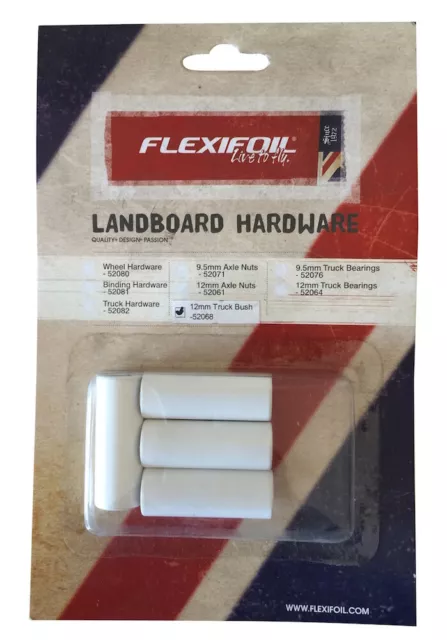 FLEXIFOIL
Live to fly.
Since 1972
LANDBOARD HARDWARE
QUALITY• DESIGN• PASSION
Wheel Hardware
- 52080
9.5mm Axle Nuts
- 52071
9.5mm Truck Bearings
- 52076
Binding Hardware
- 52081
12mm Axle Nuts
- 52061
12mm Truck Bearings
- 52064
Truck Hardware
- 52082
12mm Truck Bush
-52068
WWW.FLEXIFOIL.COM